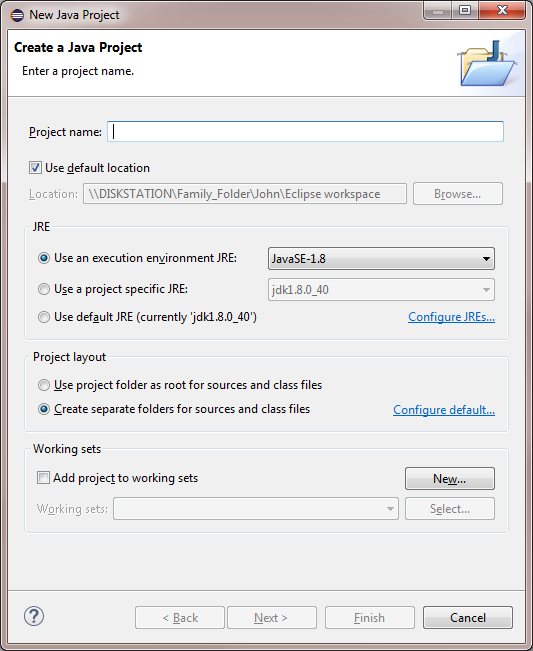 New Java Project
Create a Java Project
Enter a project name.
Project name:
Use default location
Location: \\DISKSTATION\Family_Folder\John\Eclipse workspace Browse...
JRE
Use an execution environment JRE: JavaSE-1.8
Use a project specific JRE: jdk1.8.0_40
Use default JRE (currently 'jdk1.8.0_40') Configure JREs...
Project layout
Use project folder as root for sources and class files
Create separate folders for sources and class files Configure default...
Working sets
Add project to working sets New...
Working sets: Select...
? < Back Next > Finish Cancel